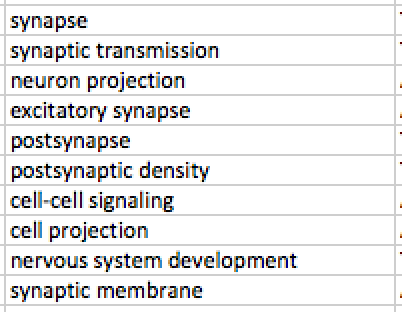 synapse
synaptic transmission
neuron projection
excitatory synapse
postsynapse
postsynaptic density
cell-cell signaling
cell projection
nervous system development
synaptic membrane